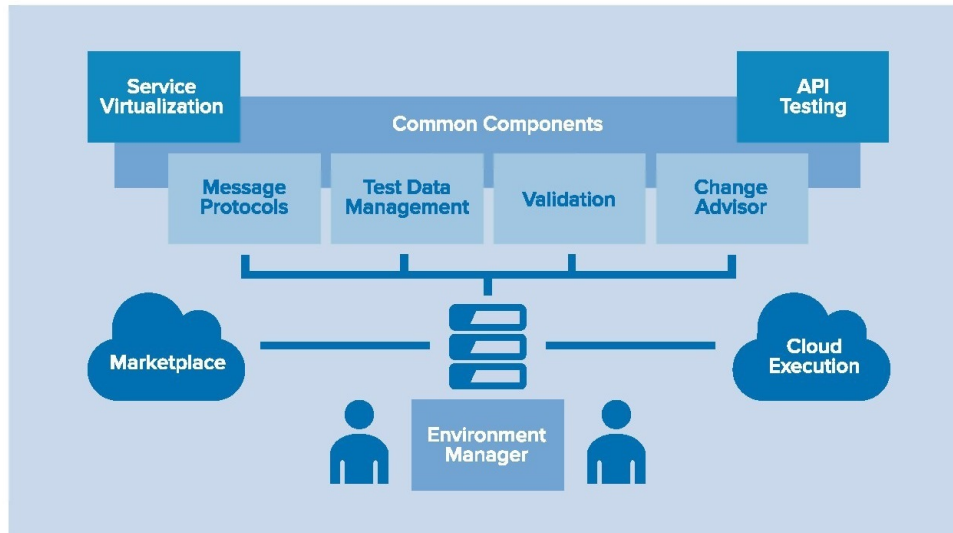 Service
Virtualization
API
Testing
Common Components
Message
Protocols
Test Data
Management
Validation
Change
Advisor
Marketplace
Cloud
Execution
Environment
Manager